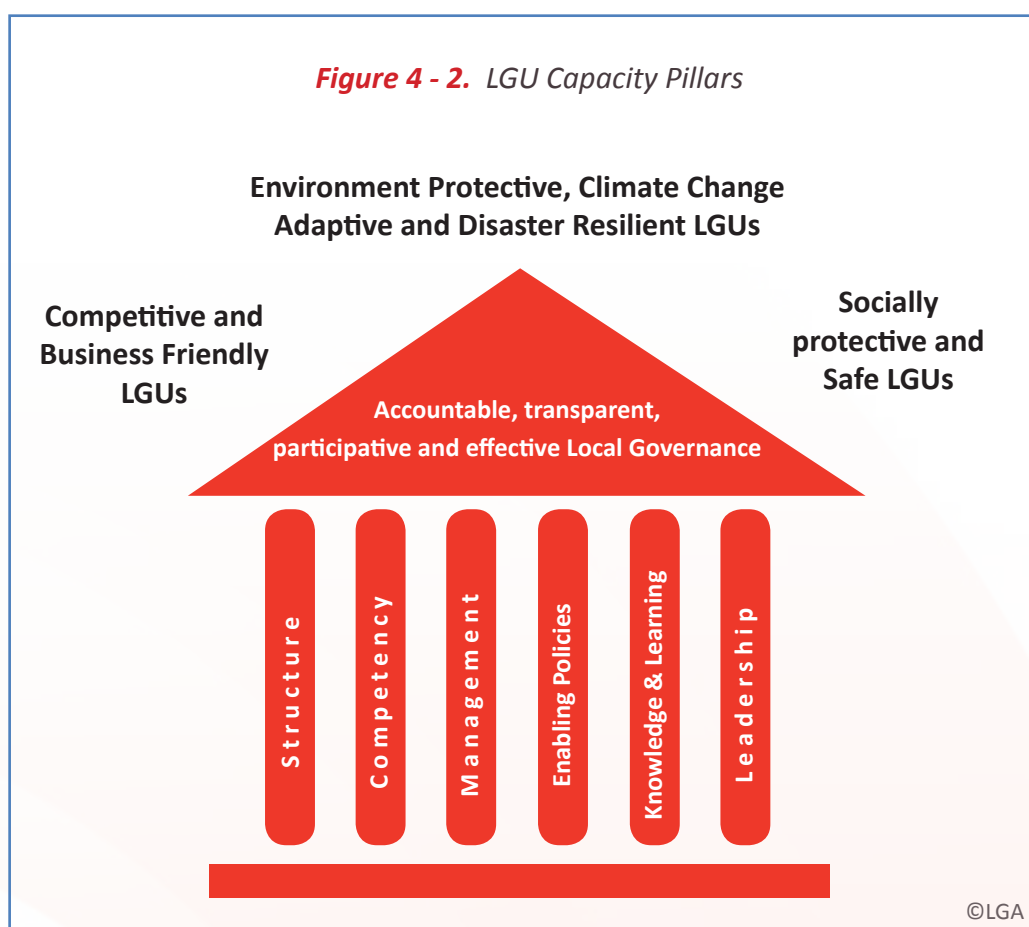 Figure 4 - 2. LGU Capacity Pillars
Environment Protective, Climate Change
Adaptive and Disaster Resilient LGUs
Competitive and
Business Friendly
LGUs
Socially
protective and
Safe LGUs
Accountable, transparent,
participative and effective Local Governance
Structure
Competency
Management
Enabling Policies
Knowledge & Learning
Leadership
©LGA